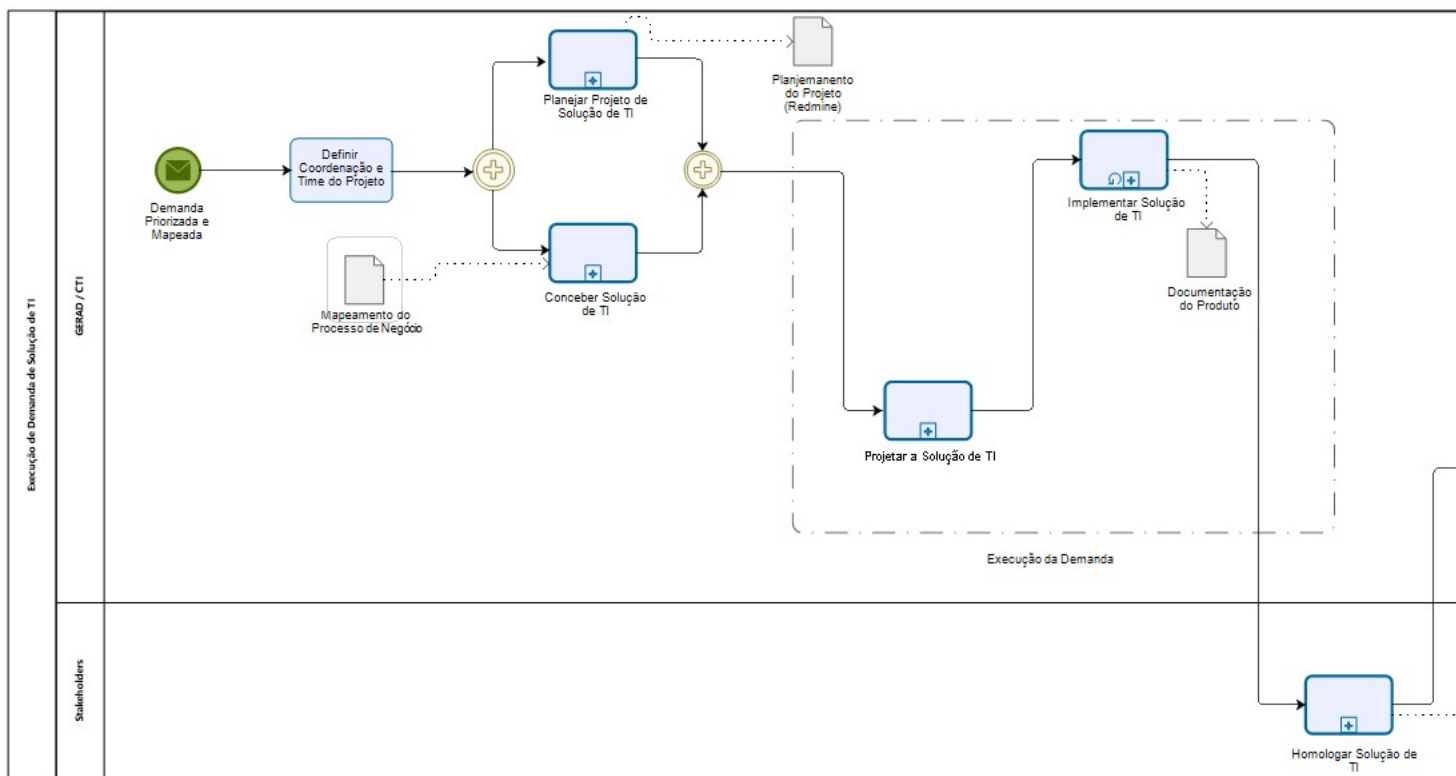 Execução de Demanda de Solução de TI
GERAD / CTI
Demanda
Priorizada e
Mapeada
Definir
Coordenação e
Time do Projeto
Planejar Projeto de
Solução de TI
Planjemanento
do Projeto
(Redmine)
Mapeamento do
Processo de Negócio
Conceber Solução
de TI
Projetar a Solução de TI
Implementar Solução
de TI
Documentação
do Produto
Execução da Demanda
Stakeholders
Homologar Solução de
TI